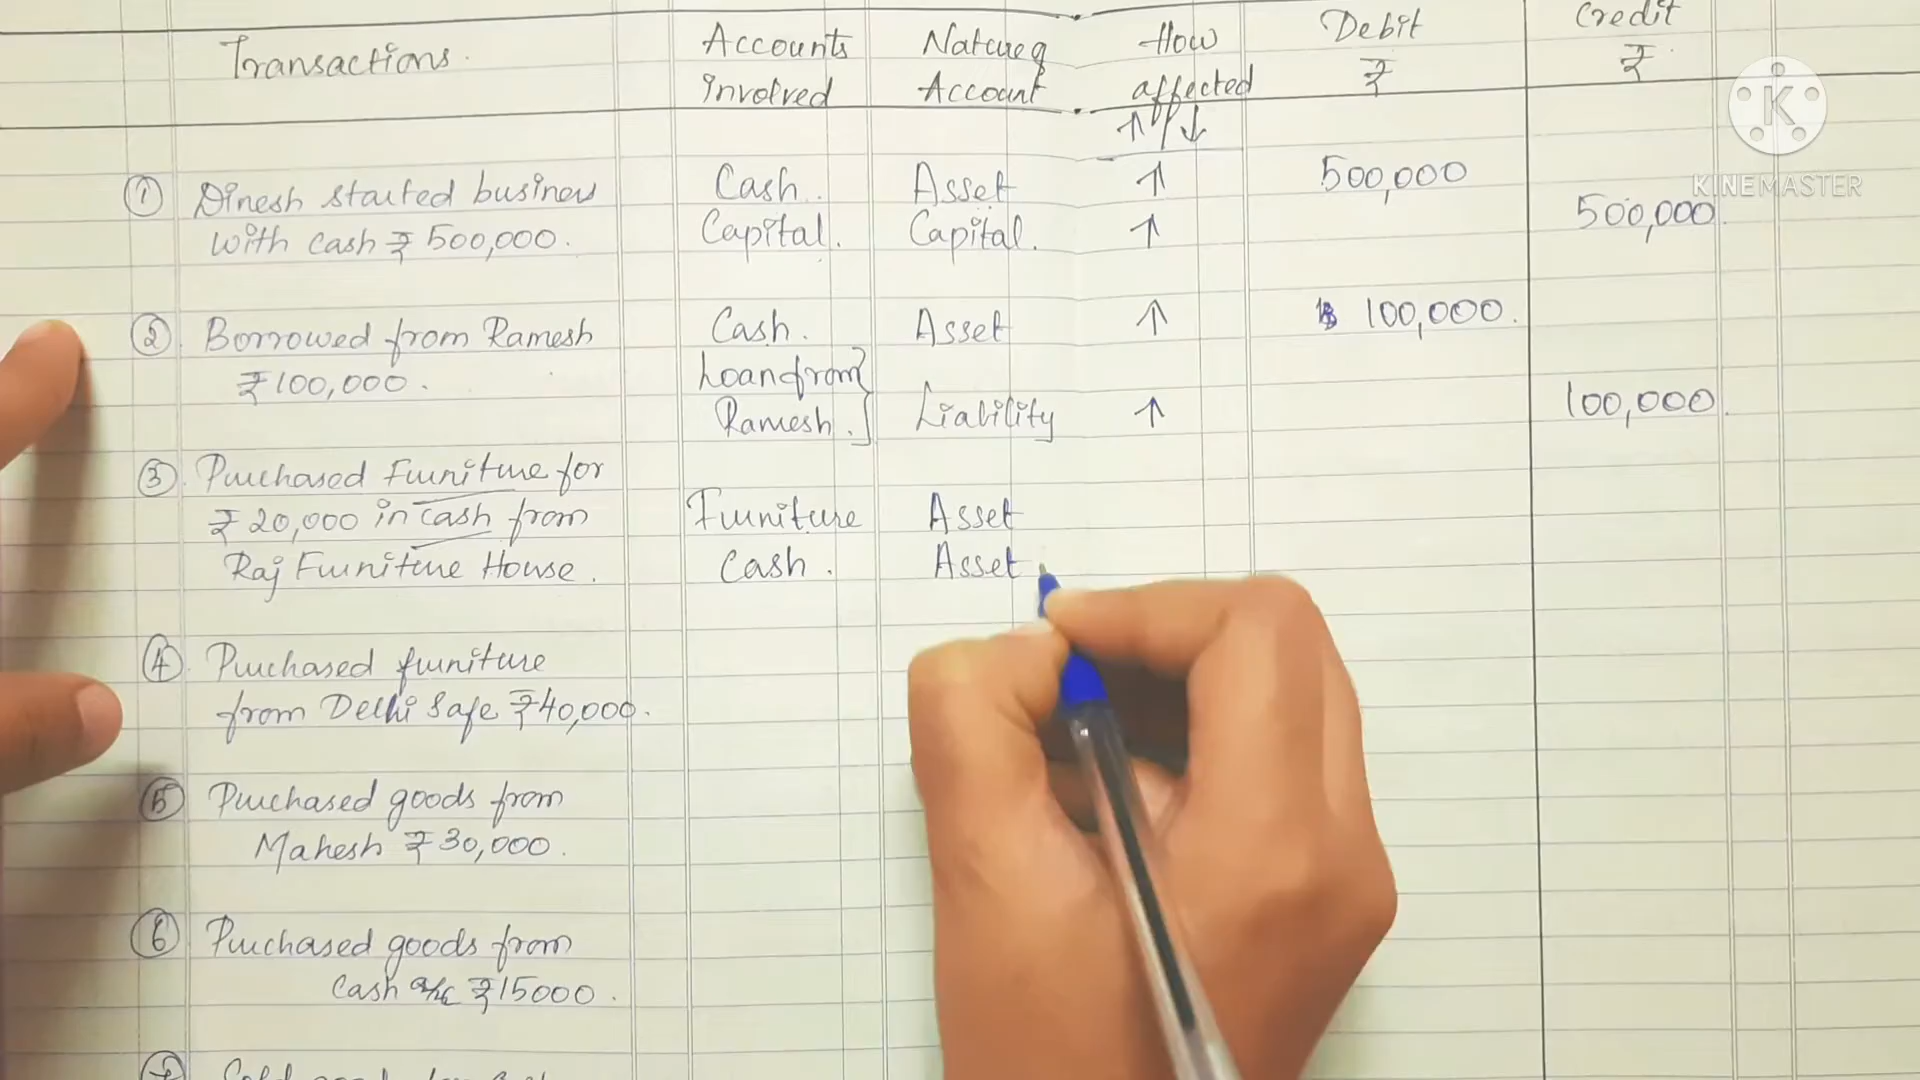 Transactions.
Accounts involved
Nature of Account
How affected ↑/↓
Debit ₹
Credit ₹
① Dinesh started business Cash. Asset ↑ 500,000
with cash ₹ 500,000. Capital. Capital. ↑ 500,000.
② Borrowed from Ramesh Cash. Asset ↑ 100,000.
₹100,000. Loan from
Ramesh. Liability ↑ 100,000.
③ Purchased Furniture for
₹20,000 in cash from Furniture Asset
Raj Furniture House. Cash. Asset
④ Purchased furniture
from Delhi Safe ₹40,000.
⑤ Purchased goods from
Mahesh ₹30,000.
⑥ Purchased goods from
Cash a/c ₹15000.
K
KINEMASTER